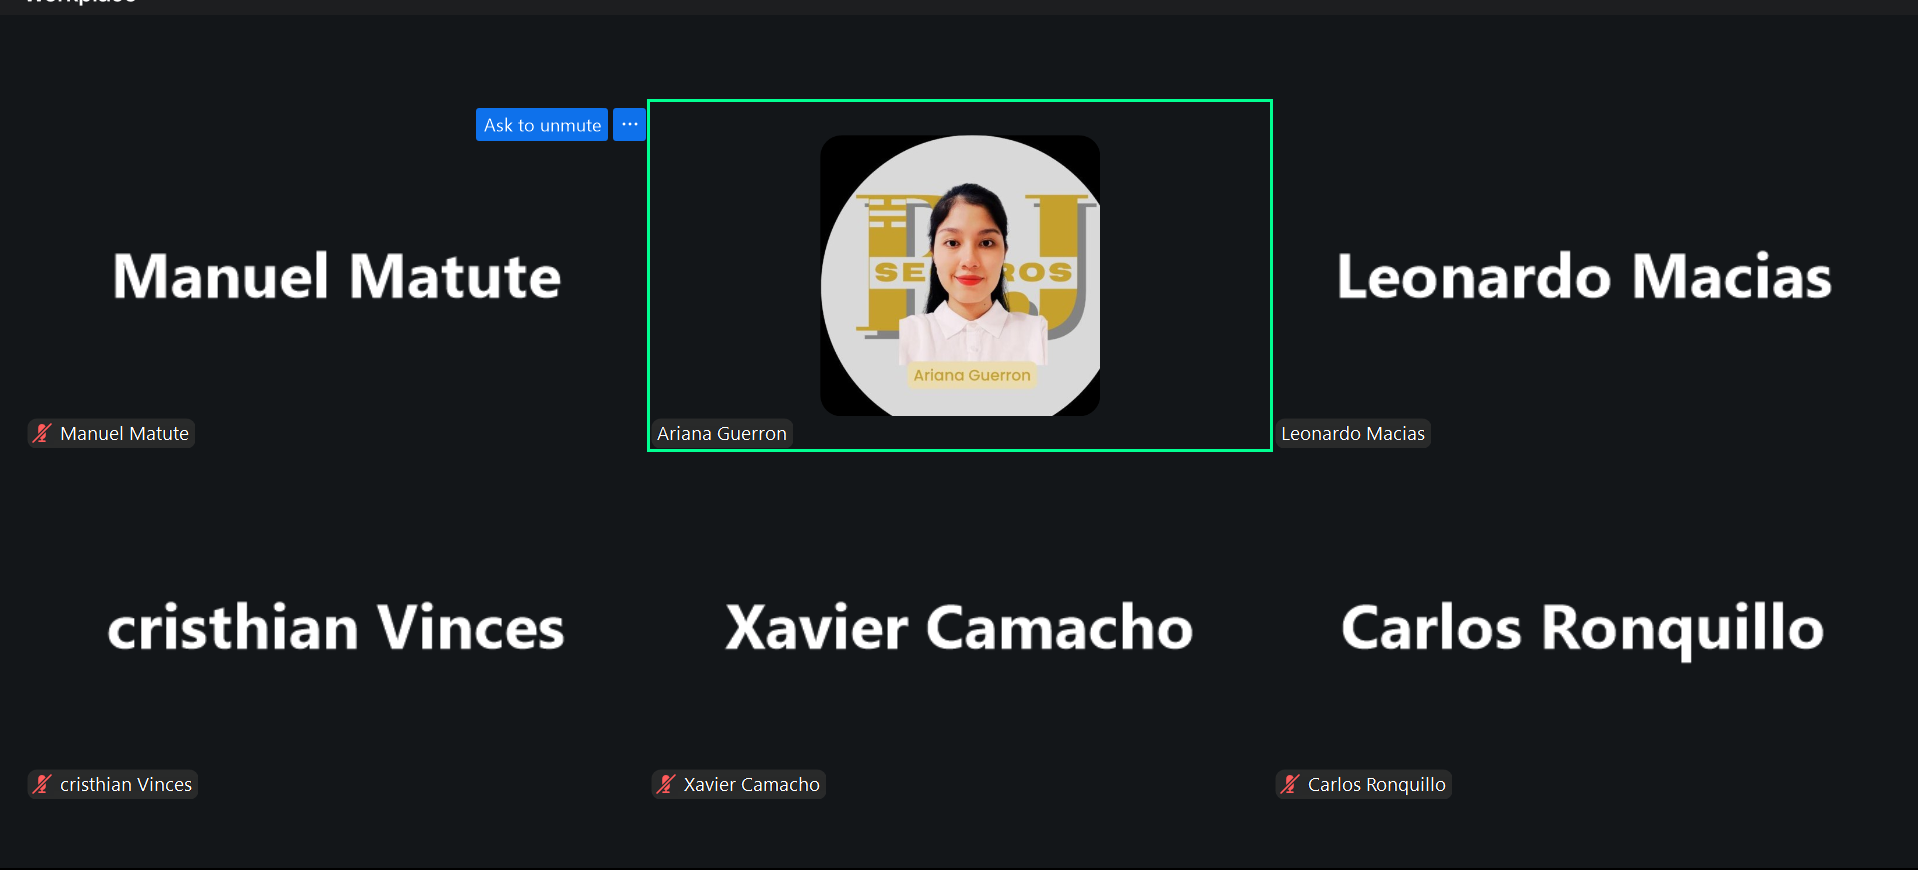 Ask to unmute
Manuel Matute
Manuel Matute
SE ROS
Ariana Guerron
Ariana Guerron
Leonardo Macias
Leonardo Macias
cristhian Vinces
cristhian Vinces
Xavier Camacho
Xavier Camacho
Carlos Ronquillo
Carlos Ronquillo